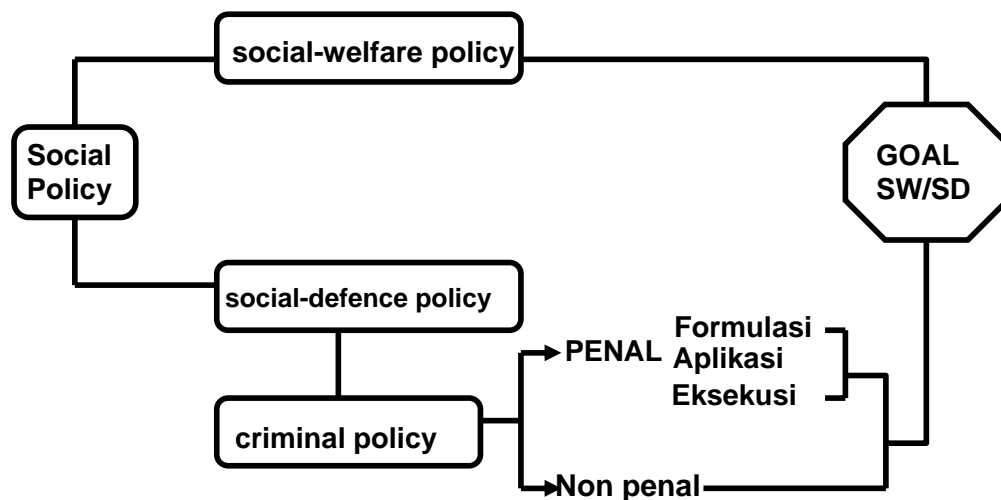 social-welfare policy
Social
Policy
GOAL
SW/SD
social-defence policy
Formulasi
PENAL
Aplikasi
Eksekusi
criminal policy
Non penal